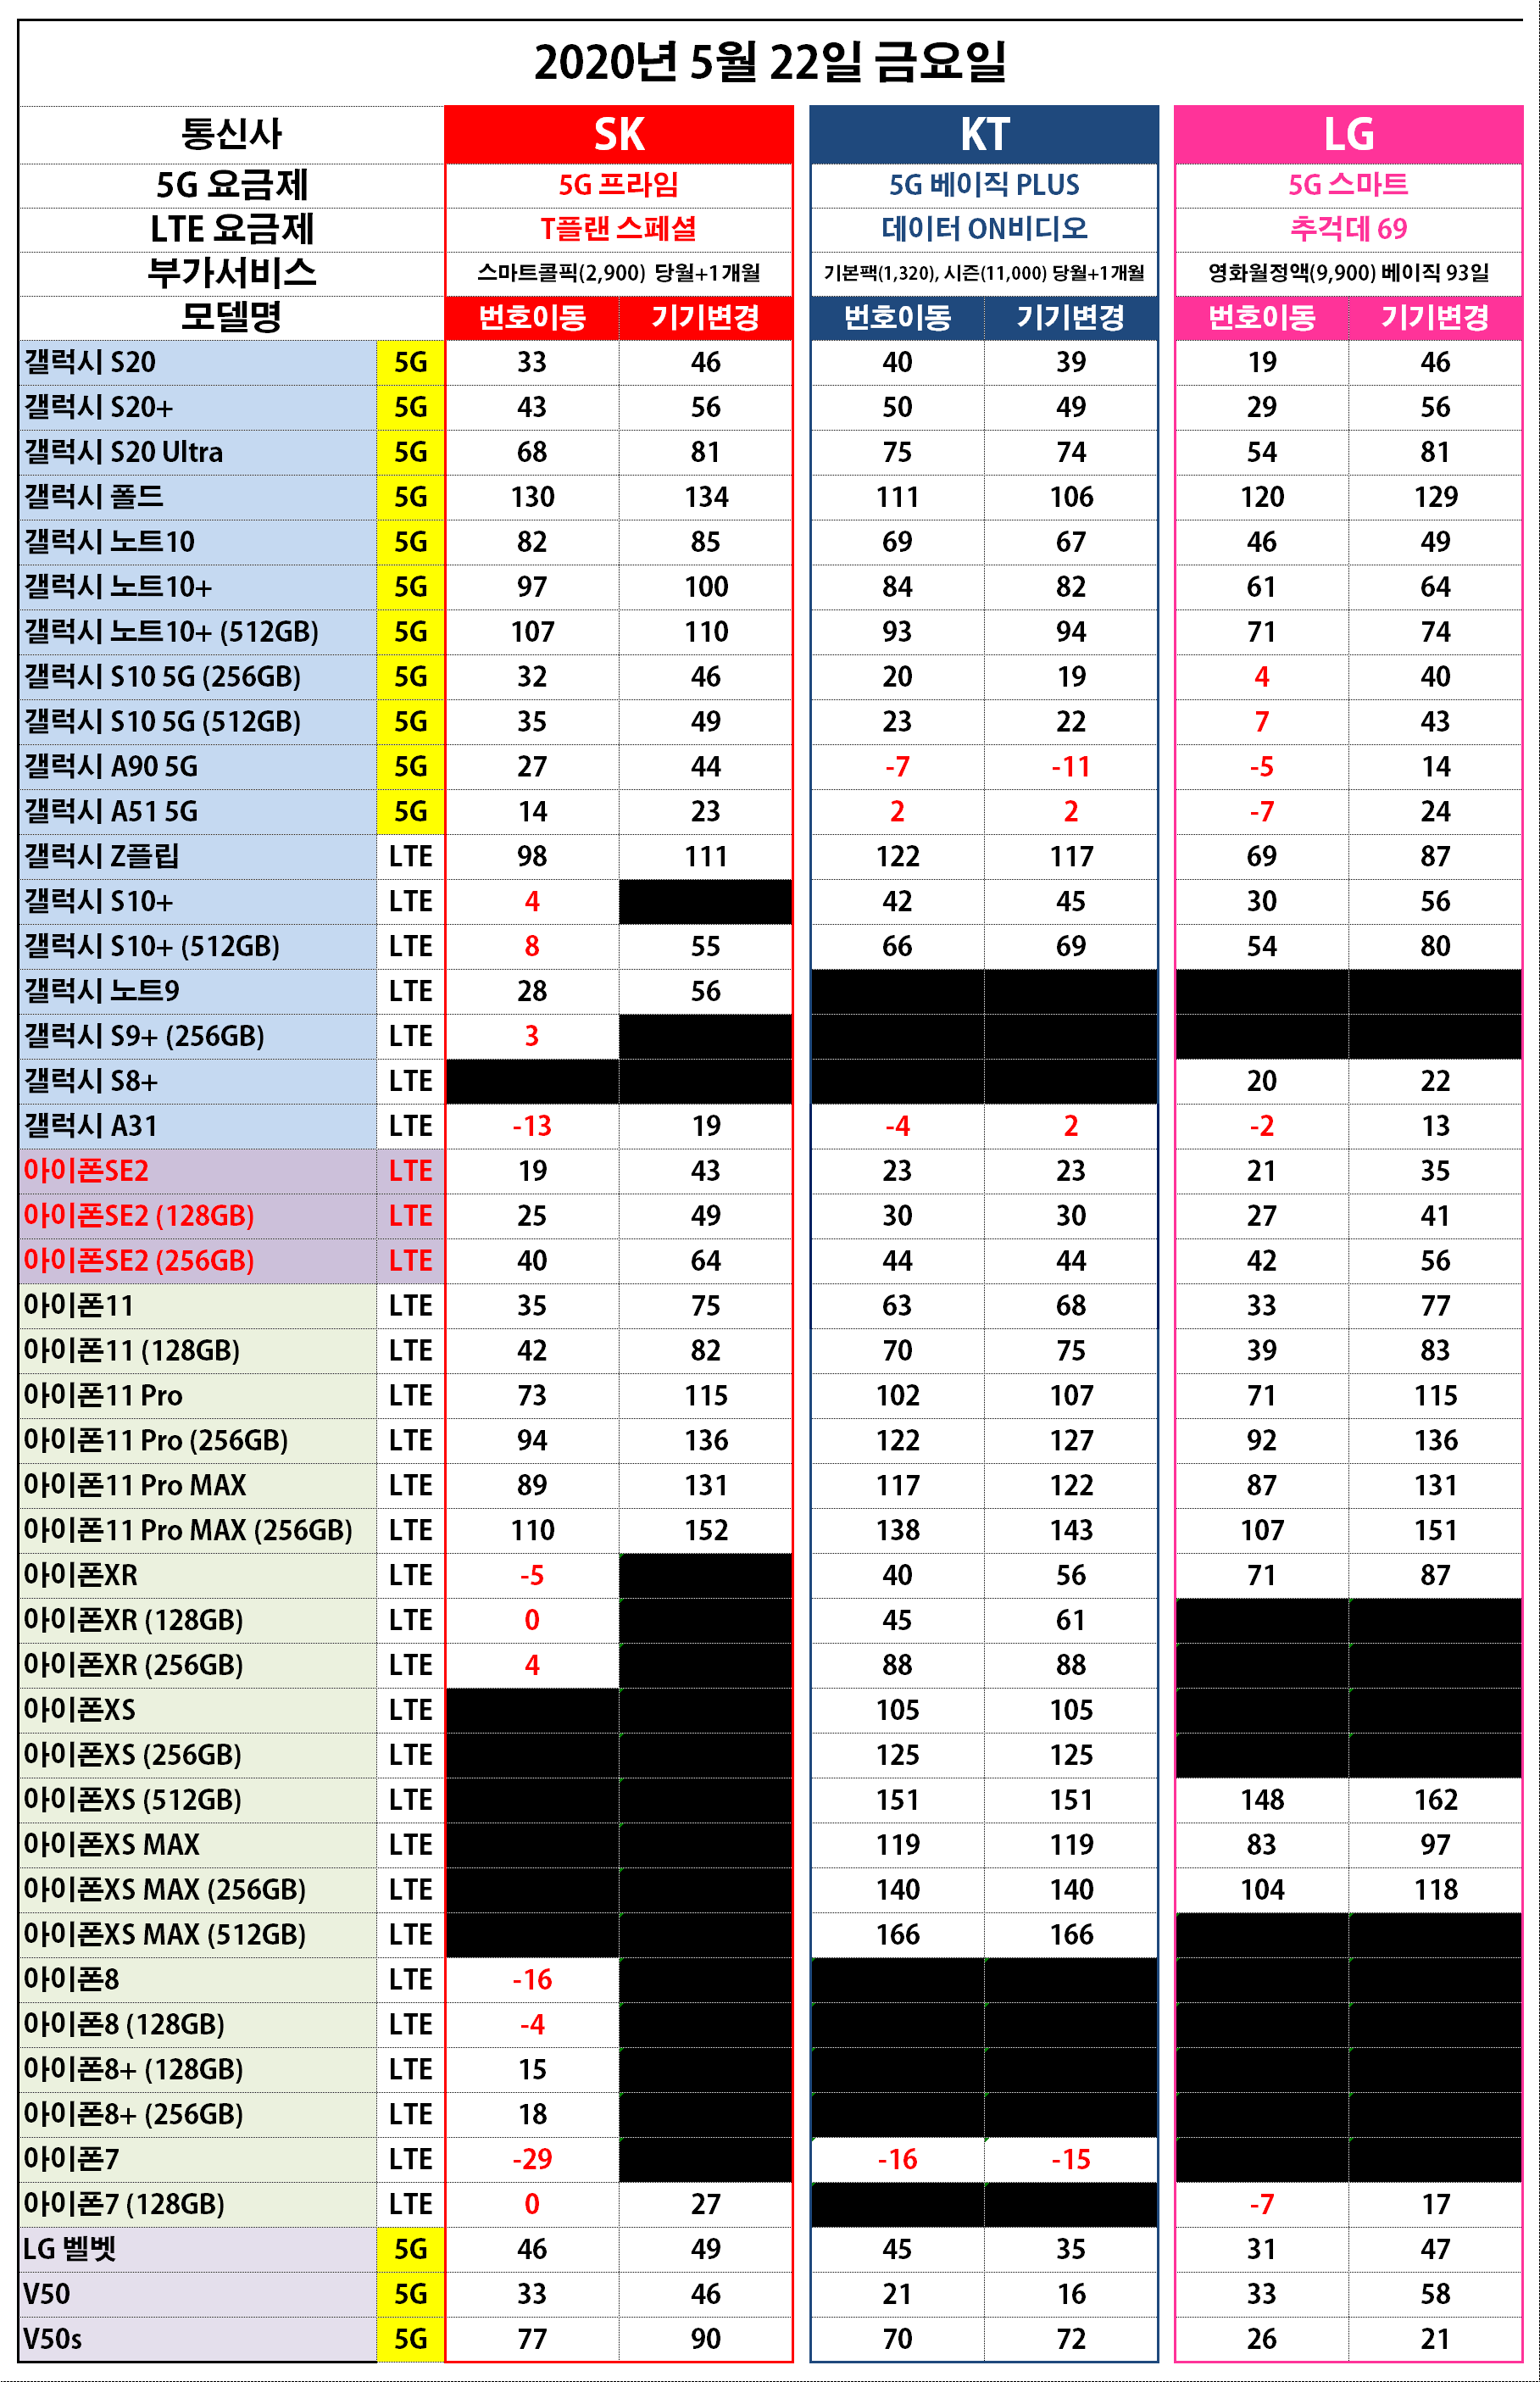 2020년 5월 22일 금요일
통신사 SK KT LG
5G 요금제 5G 프라임 5G 베이직 PLUS 5G 스마트
LTE 요금제 T플랜 스페셜 데이터 ON비디오 추걱데 69
부가서비스 스마트콜픽(2,900) 당월+1개월 기본팩(1,320), 시즌(11,000) 당월+1개월 영화월정액(9,900) 베이직 93일
모델명 번호이동 기기변경 번호이동 기기변경 번호이동 기기변경
갤럭시 S20 5G 33 46 40 39 19 46
갤럭시 S20+ 5G 43 56 50 49 29 56
갤럭시 S20 Ultra 5G 68 81 75 74 54 81
갤럭시 폴드 5G 130 134 111 106 120 129
갤럭시 노트10 5G 82 85 69 67 46 49
갤럭시 노트10+ 5G 97 100 84 82 61 64
갤럭시 노트10+ (512GB) 5G 107 110 93 94 71 74
갤럭시 S10 5G (256GB) 5G 32 46 20 19 4 40
갤럭시 S10 5G (512GB) 5G 35 49 23 22 7 43
갤럭시 A90 5G 5G 27 44 -7 -11 -5 14
갤럭시 A51 5G 5G 14 23 2 2 -7 24
갤럭시 Z플립 LTE 98 111 122 117 69 87
갤럭시 S10+ LTE 4 42 45 30 56
갤럭시 S10+ (512GB) LTE 8 55 66 69 54 80
갤럭시 노트9 LTE 28 56
갤럭시 S9+ (256GB) LTE 3
갤럭시 S8+ LTE 20 22
갤럭시 A31 LTE -13 19 -4 2 -2 13
아이폰SE2 LTE 19 43 23 23 21 35
아이폰SE2 (128GB) LTE 25 49 30 30 27 41
아이폰SE2 (256GB) LTE 40 64 44 44 42 56
아이폰11 LTE 35 75 63 68 33 77
아이폰11 (128GB) LTE 42 82 70 75 39 83
아이폰11 Pro LTE 73 115 102 107 71 115
아이폰11 Pro (256GB) LTE 94 136 122 127 92 136
아이폰11 Pro MAX LTE 89 131 117 122 87 131
아이폰11 Pro MAX (256GB) LTE 110 152 138 143 107 151
아이폰XR LTE -5 40 56 71 87
아이폰XR (128GB) LTE 0 45 61
아이폰XR (256GB) LTE 4 88 88
아이폰XS LTE 105 105
아이폰XS (256GB) LTE 125 125
아이폰XS (512GB) LTE 151 151 148 162
아이폰XS MAX LTE 119 119 83 97
아이폰XS MAX (256GB) LTE 140 140 104 118
아이폰XS MAX (512GB) LTE 166 166
아이폰8 LTE -16
아이폰8 (128GB) LTE -4
아이폰8+ (128GB) LTE 15
아이폰8+ (256GB) LTE 18
아이폰7 LTE -29 -16 -15
아이폰7 (128GB) LTE 0 27 -7 17
LG 벨벳 5G 46 49 45 35 31 47
V50 5G 33 46 21 16 33 58
V50s 5G 77 90 70 72 26 21